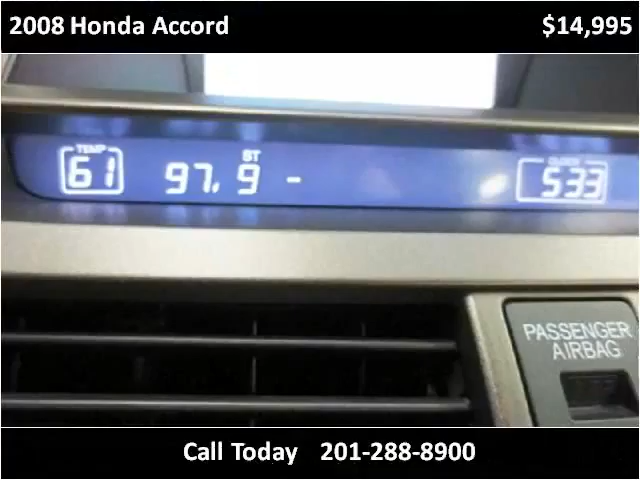 2008 Honda Accord $14,995
TEMP ST CLOCK
61 97.9 - 533
PASSENGER
AIRBAG
Call Today 201-288-8900